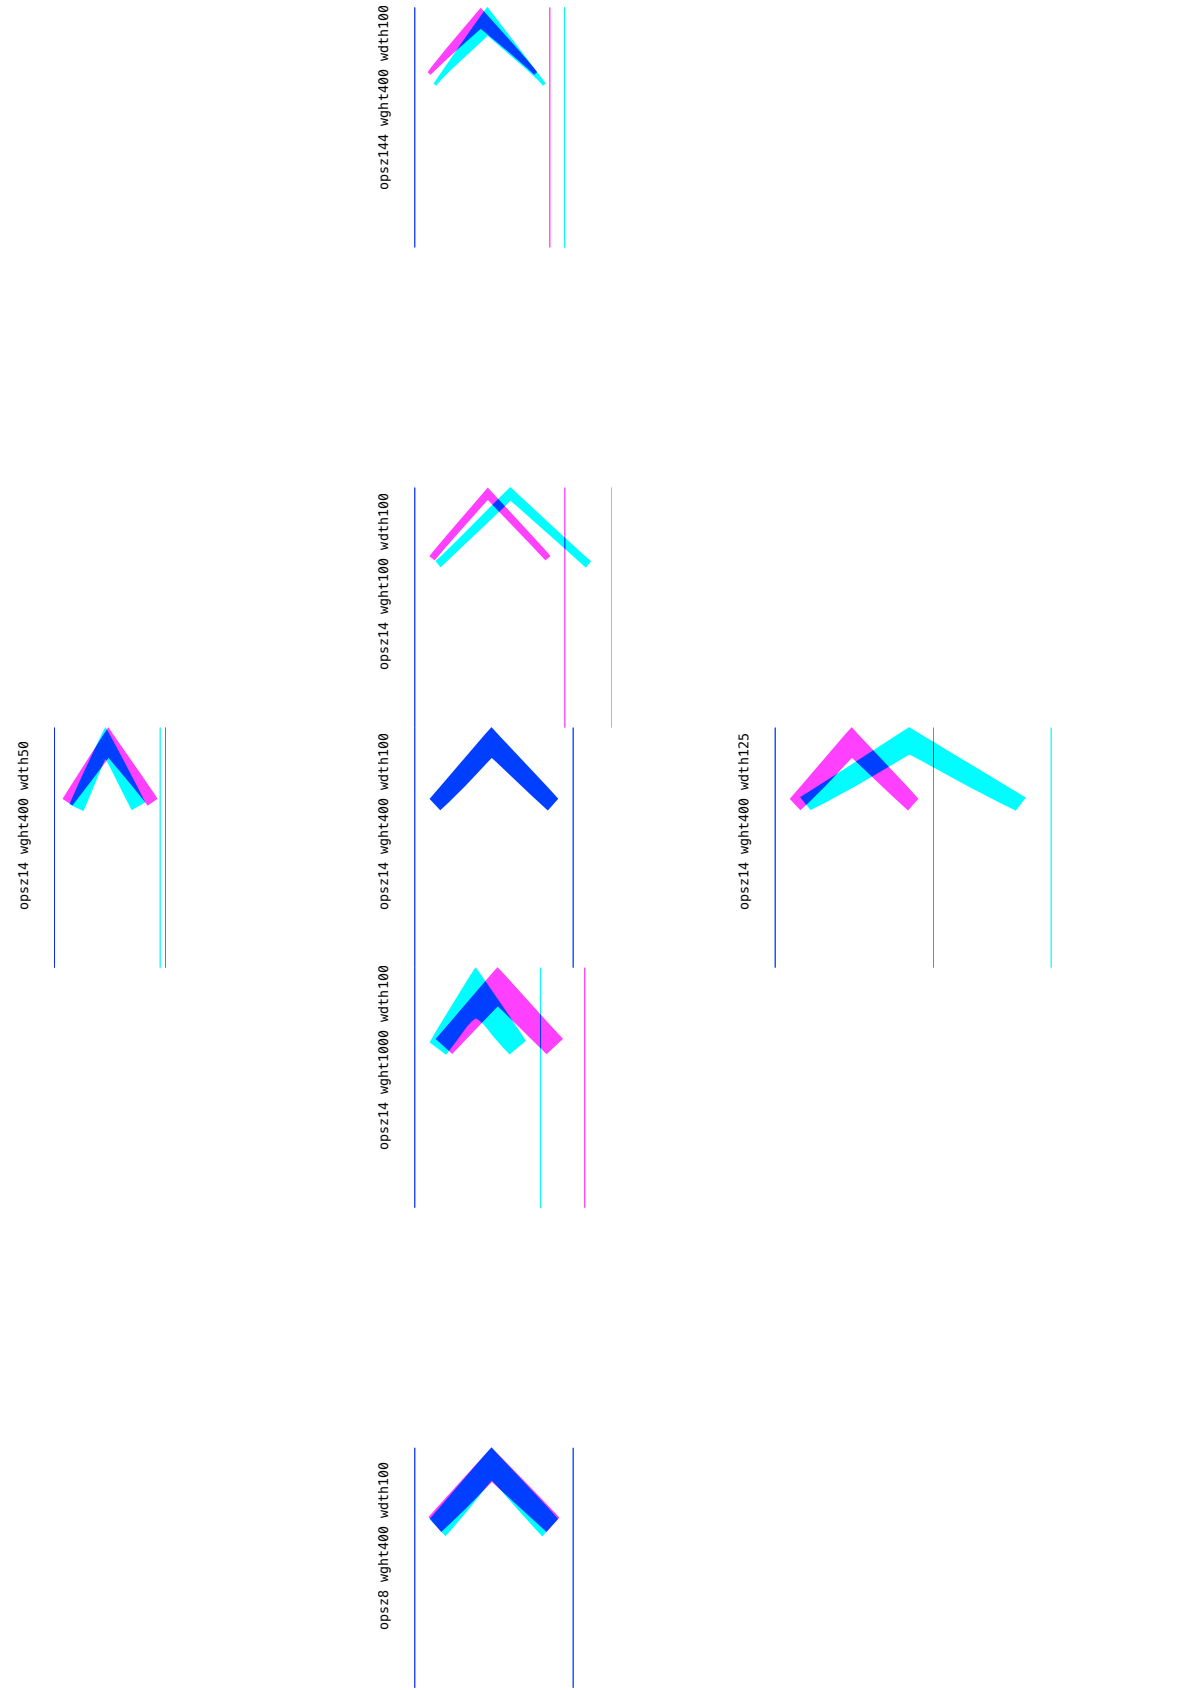 opsz144 wght400 wdth100
opsz14 wght100 wdth100
opsz14 wght400 wdth50
opsz14 wght400 wdth100
opsz14 wght400 wdth125
opsz14 wght1000 wdth100
opsz8 wght400 wdth100